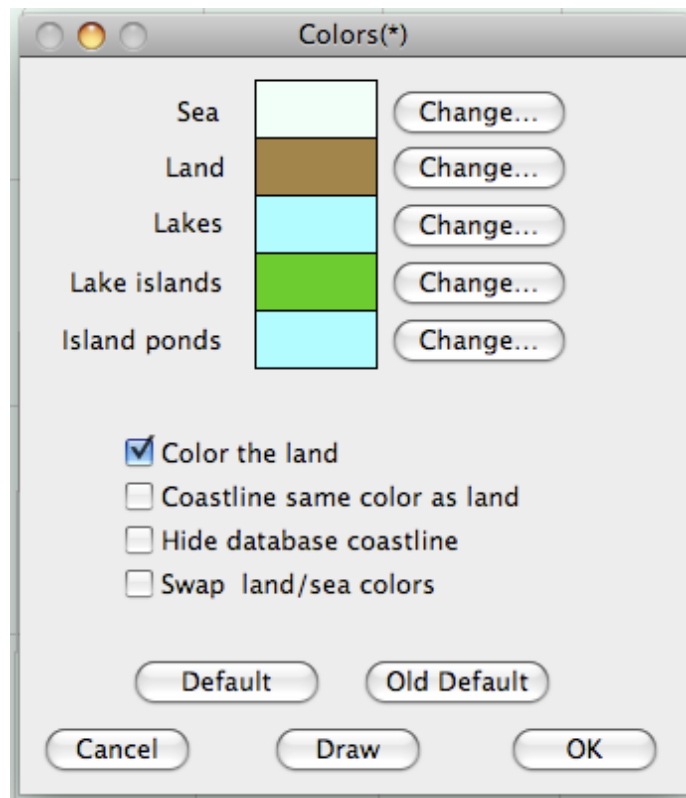 Colors(*)
Sea Change...
Land Change...
Lakes Change...
Lake islands Change...
Island ponds Change...
Color the land
Coastline same color as land
Hide database coastline
Swap land/sea colors
Default Old Default
Cancel Draw OK